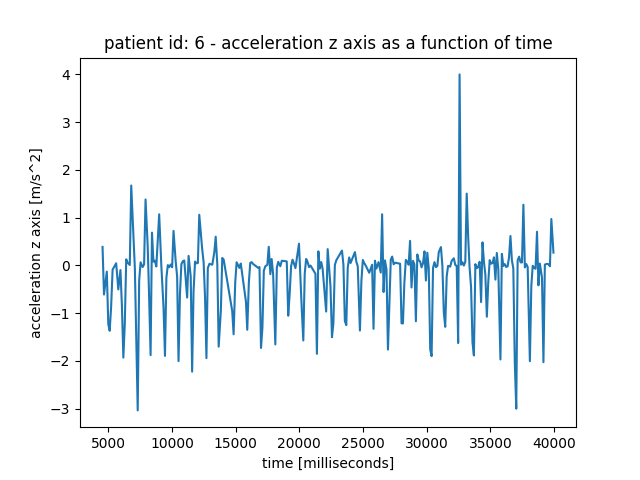 patient id: 6 - acceleration z axis as a function of time
acceleration z axis [m/s^2]
4
3
2
1
0
−1
−2
−3
5000 10000 15000 20000 25000 30000 35000 40000
time [milliseconds]